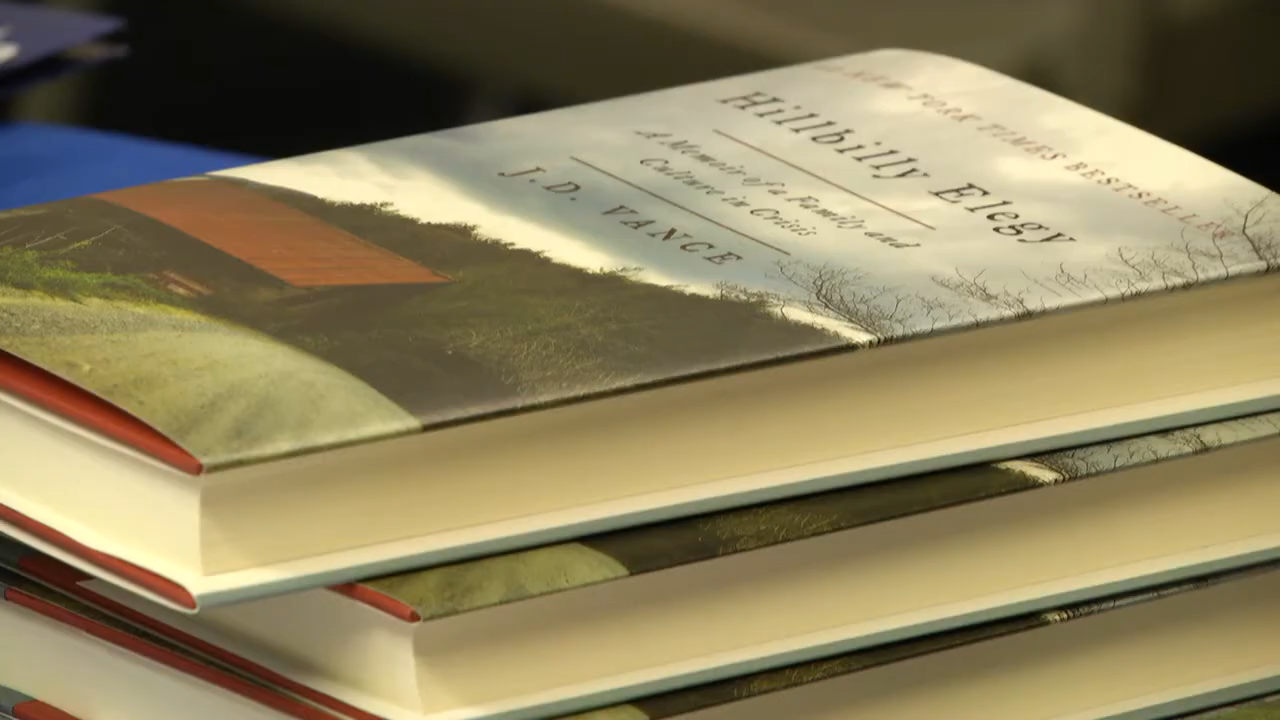 NEW YORK TIMES BESTSELLER
Hillbilly Elegy
A Memoir of a Family and
Culture in Crisis
J.D. VANCE